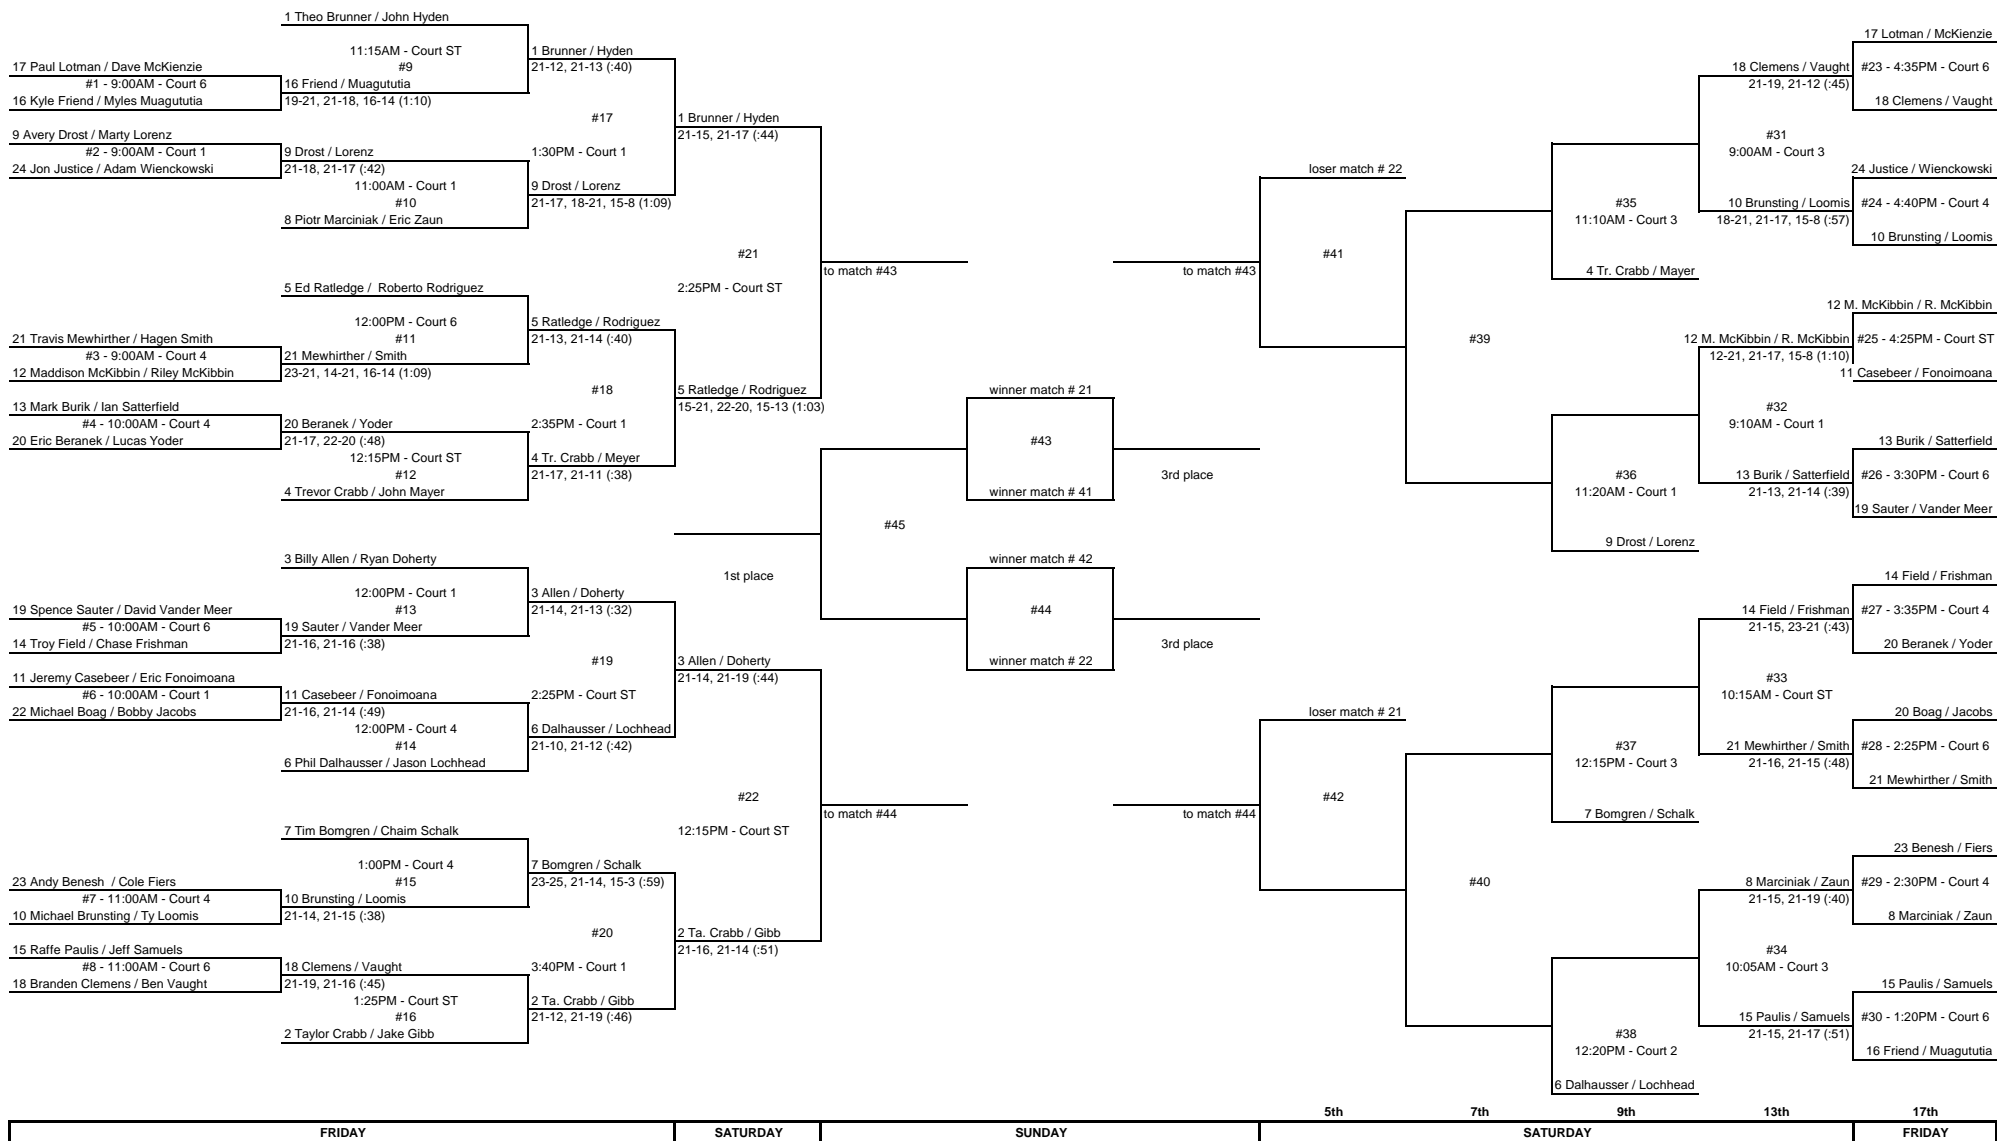 1 Theo Brunner / John Hyden
11:15AM - Court ST
#9
1 Brunner / Hyden
21-12, 21-13 (:40)
17 Paul Lotman / Dave McKienzie
#1 - 9:00AM - Court 6
16 Kyle Friend / Myles Muagututia
16 Friend / Muagututia
19-21, 21-18, 16-14 (1:10)
#17
1:30PM - Court 1
1 Brunner / Hyden
21-15, 21-17 (:44)
9 Avery Drost / Marty Lorenz
#2 - 9:00AM - Court 1
24 Jon Justice / Adam Wienckowski
9 Drost / Lorenz
21-18, 21-17 (:42)
11:00AM - Court 1
#10
8 Piotr Marciniak / Eric Zaun
9 Drost / Lorenz
21-17, 18-21, 15-8 (1:09)
#21
2:25PM - Court ST
to match #43
5 Ed Ratledge /  Roberto Rodriguez
12:00PM - Court 6
#11
5 Ratledge / Rodriguez
21-13, 21-14 (:40)
21 Travis Mewhirther / Hagen Smith
#3 - 9:00AM - Court 4
12 Maddison McKibbin / Riley McKibbin
21 Mewhirther / Smith
23-21, 14-21, 16-14 (1:09)
#18
2:35PM - Court 1
5 Ratledge / Rodriguez
15-21, 22-20, 15-13 (1:03)
13 Mark Burik / Ian Satterfield
#4 - 10:00AM - Court 4
20 Eric Beranek / Lucas Yoder
20 Beranek / Yoder
21-17, 22-20 (:48)
12:15PM - Court ST
#12
4 Trevor Crabb / John Mayer
4 Tr. Crabb / Meyer
21-17, 21-11 (:38)
3 Billy Allen / Ryan Doherty
12:00PM - Court 1
#13
3 Allen / Doherty
21-14, 21-13 (:32)
19 Spence Sauter / David Vander Meer
#5 - 10:00AM - Court 6
14 Troy Field / Chase Frishman
19 Sauter / Vander Meer
21-16, 21-16 (:38)
#19
2:25PM - Court ST
3 Allen / Doherty
21-14, 21-19 (:44)
11 Jeremy Casebeer / Eric Fonoimoana
#6 - 10:00AM - Court 1
22 Michael Boag / Bobby Jacobs
11 Casebeer / Fonoimoana
21-16, 21-14 (:49)
12:00PM - Court 4
#14
6 Phil Dalhausser / Jason Lochhead
6 Dalhausser / Lochhead
21-10, 21-12 (:42)
#22
12:15PM - Court ST
to match #44
7 Tim Bomgren / Chaim Schalk
1:00PM - Court 4
#15
7 Bomgren / Schalk
23-25, 21-14, 15-3 (:59)
23 Andy Benesh  / Cole Fiers
#7 - 11:00AM - Court 4
10 Michael Brunsting / Ty Loomis
10 Brunsting / Loomis
21-14, 21-15 (:38)
#20
3:40PM - Court 1
2 Ta. Crabb / Gibb
21-16, 21-14 (:51)
15 Raffe Paulis / Jeff Samuels
#8 - 11:00AM - Court 6
18 Branden Clemens / Ben Vaught
18 Clemens / Vaught
21-19, 21-16 (:45)
1:25PM - Court ST
#16
2 Taylor Crabb / Jake Gibb
2 Ta. Crabb / Gibb
21-12, 21-19 (:46)
1st place
#45
winner match # 21
#43
winner match # 41
3rd place
winner match # 42
#44
winner match # 22
3rd place
to match #43
loser match # 22
#41
#39
#35
11:10AM - Court 3
4 Tr. Crabb / Mayer
#36
11:20AM - Court 1
9 Drost / Lorenz
to match #44
loser match # 21
#42
#40
#37
12:15PM - Court 3
7 Bomgren / Schalk
#38
12:20PM - Court 2
6 Dalhausser / Lochhead
17 Lotman / McKienzie
18 Clemens / Vaught
21-19, 21-12 (:45)
#23 - 4:35PM - Court 6
18 Clemens / Vaught
#31
9:00AM - Court 3
24 Justice / Wienckowski
10 Brunsting / Loomis
18-21, 21-17, 15-8 (:57)
#24 - 4:40PM - Court 4
10 Brunsting / Loomis
12 M. McKibbin / R. McKibbin
12 M. McKibbin / R. McKibbin
12-21, 21-17, 15-8 (1:10)
#25 - 4:25PM - Court ST
11 Casebeer / Fonoimoana
#32
9:10AM - Court 1
13 Burik / Satterfield
13 Burik / Satterfield
21-13, 21-14 (:39)
#26 - 3:30PM - Court 6
19 Sauter / Vander Meer
14 Field / Frishman
14 Field / Frishman
21-15, 23-21 (:43)
#27 - 3:35PM - Court 4
20 Beranek / Yoder
#33
10:15AM - Court ST
20 Boag / Jacobs
21 Mewhirther / Smith
21-16, 21-15 (:48)
#28 - 2:25PM - Court 6
21 Mewhirther / Smith
23 Benesh / Fiers
8 Marciniak / Zaun
21-15, 21-19 (:40)
#29 - 2:30PM - Court 4
8 Marciniak / Zaun
#34
10:05AM - Court 3
15 Paulis / Samuels
15 Paulis / Samuels
21-15, 21-17 (:51)
#30 - 1:20PM - Court 6
16 Friend / Muagututia
5th 7th 9th 13th 17th
FRIDAY SATURDAY SUNDAY SATURDAY FRIDAY